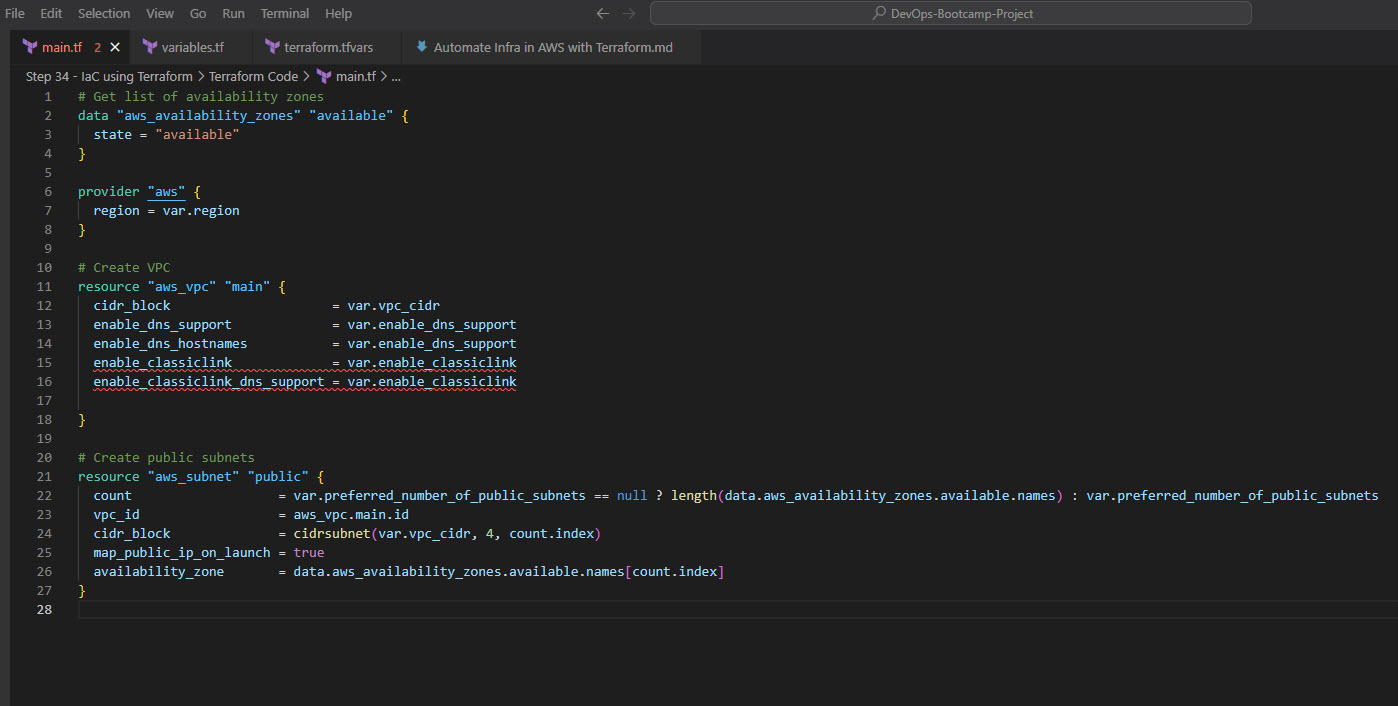 File Edit Selection View Go Run Terminal Help
DevOps-Bootcamp-Project
main.tf 2 variables.tf terraform.tfvars Automate Infra in AWS with Terraform.md
Step 34 - IaC using Terraform > Terraform Code > main.tf > ...
1 # Get list of availability zones
2 data "aws_availability_zones" "available" {
3   state = "available"
4 }
5
6 provider "aws" {
7   region = var.region
8 }
9
10 # Create VPC
11 resource "aws_vpc" "main" {
12   cidr_block                     = var.vpc_cidr
13   enable_dns_support             = var.enable_dns_support
14   enable_dns_hostnames           = var.enable_dns_support
15   enable_classiclink             = var.enable_classiclink
16   enable_classiclink_dns_support = var.enable_classiclink
17
18 }
19
20 # Create public subnets
21 resource "aws_subnet" "public" {
22   count                   = var.preferred_number_of_public_subnets == null ? length(data.aws_availability_zones.available.names) : var.preferred_number_of_public_subnets
23   vpc_id                  = aws_vpc.main.id
24   cidr_block              = cidrsubnet(var.vpc_cidr, 4, count.index)
25   map_public_ip_on_launch = true
26   availability_zone       = data.aws_availability_zones.available.names[count.index]
27 }
28